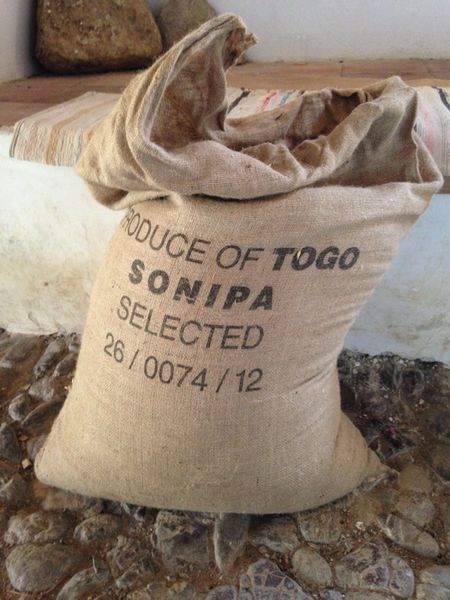 PRODUCE OF TOGO
SONIPA
SELECTED
26 / 0074 / 12